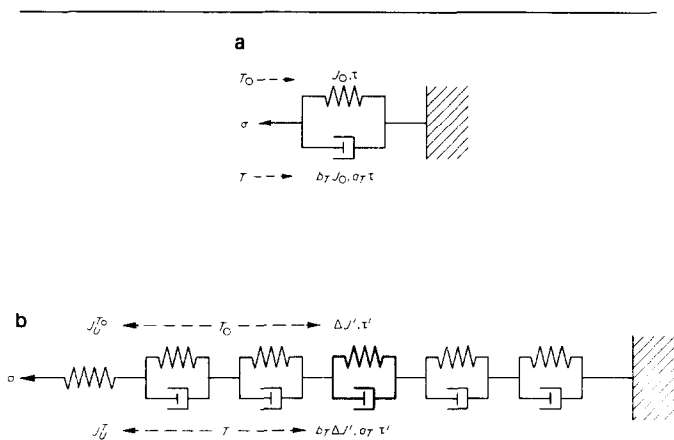 a
T₀ J₀,τ
σ
T b_T J₀, a_T τ
b
J_U^{T₀} T₀ ΔJ',τ'
σ
J_U^T T b_T ΔJ', a_T τ'